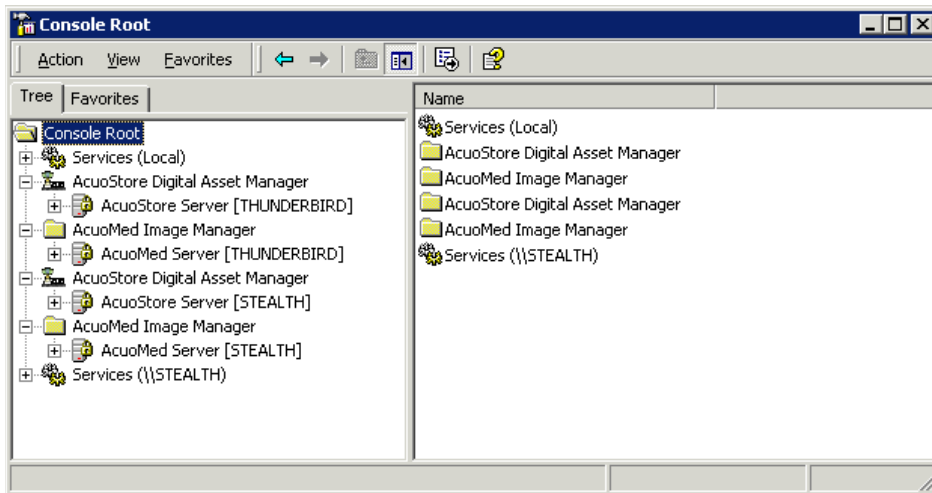 Console Root
Action View Favorites
Tree Favorites
Console Root
Services (Local)
AcuoStore Digital Asset Manager
AcuoStore Server [THUNDERBIRD]
AcuoMed Image Manager
AcuoMed Server [THUNDERBIRD]
AcuoStore Digital Asset Manager
AcuoStore Server [STEALTH]
AcuoMed Image Manager
AcuoMed Server [STEALTH]
Services (\\STEALTH)
Name
Services (Local)
AcuoStore Digital Asset Manager
AcuoMed Image Manager
AcuoStore Digital Asset Manager
AcuoMed Image Manager
Services (\\STEALTH)